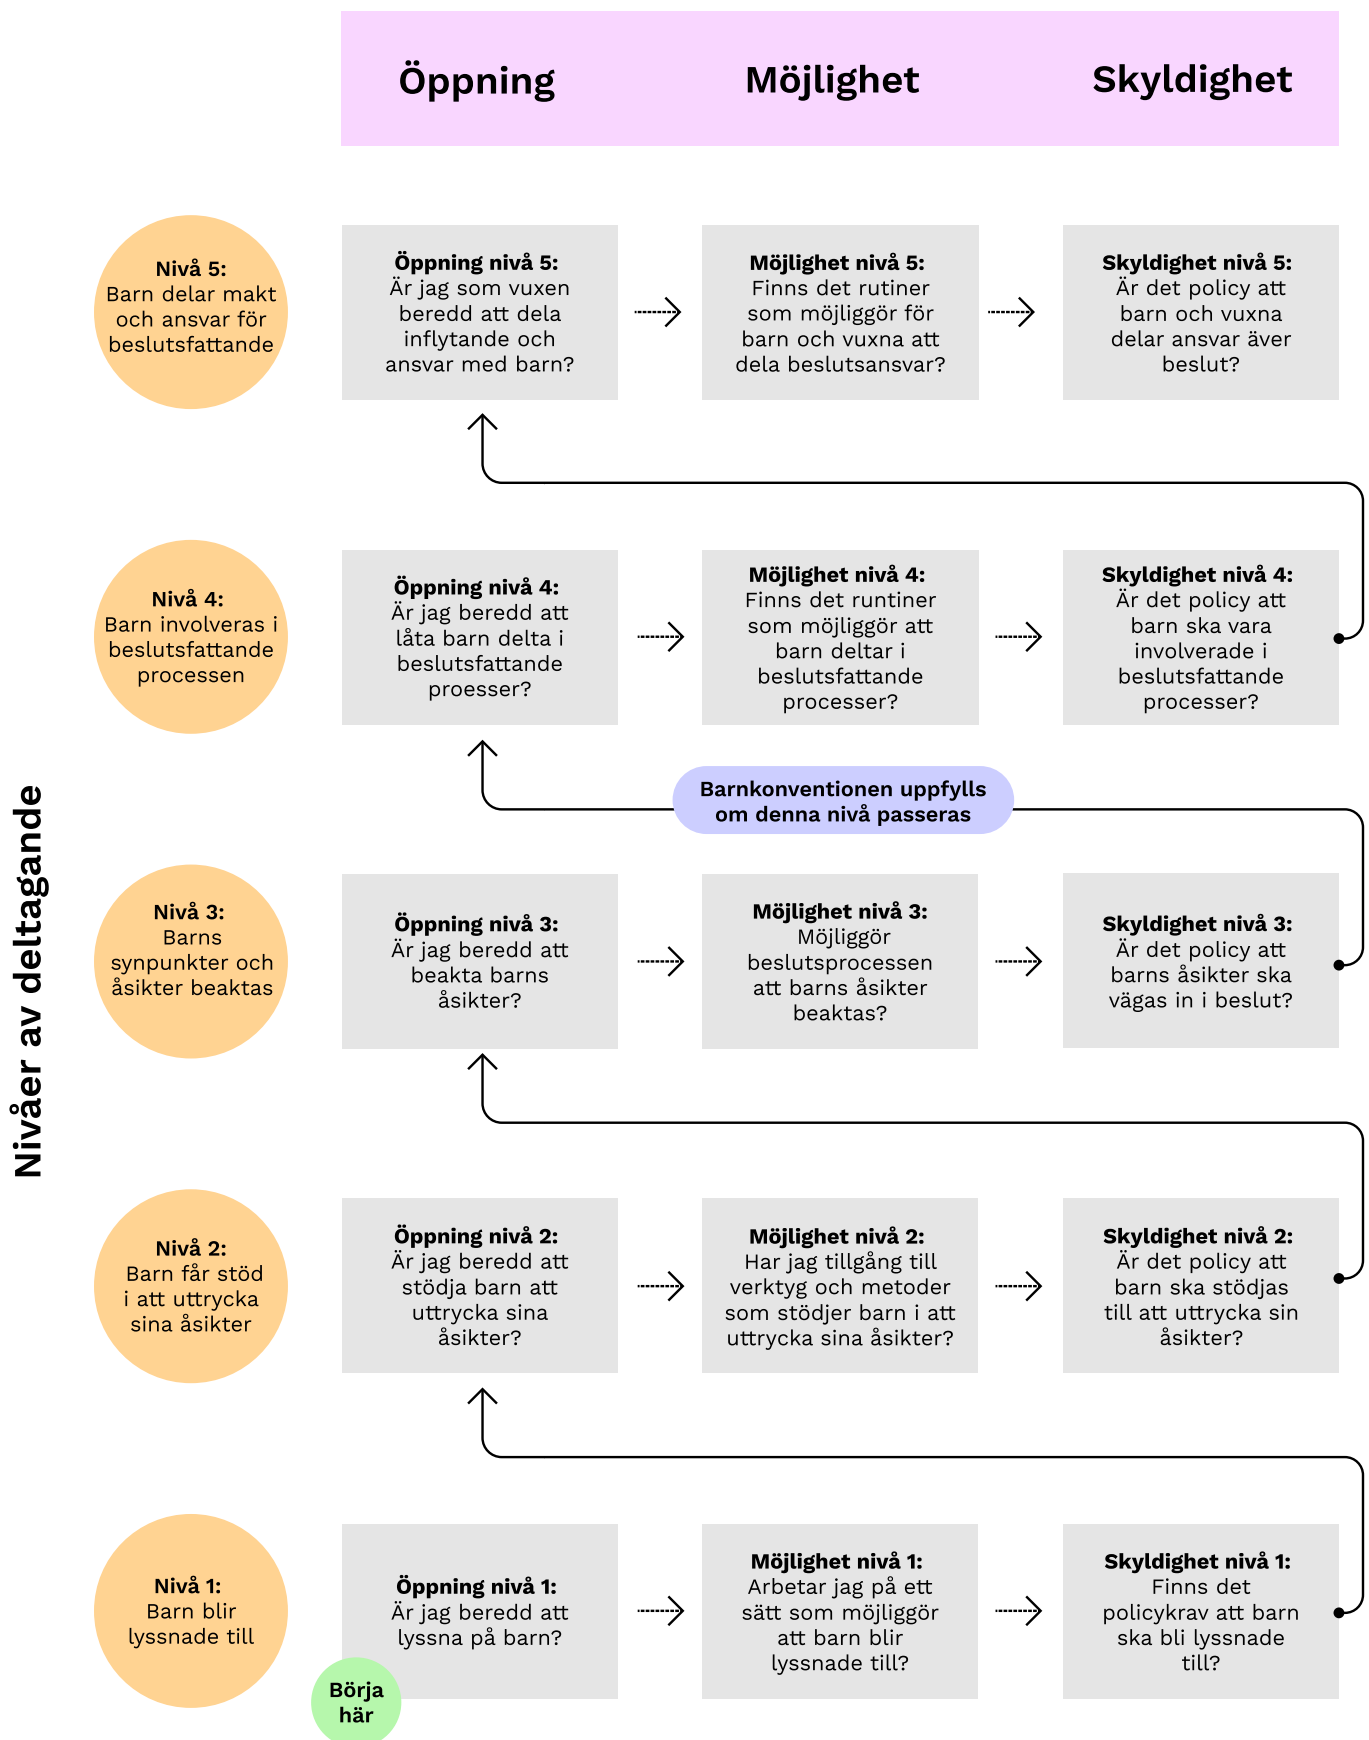 Öppning
Möjlighet
Skyldighet
Nivåer av deltagande
Nivå 5:
Barn delar makt
och ansvar för
beslutsfattande
Öppning nivå 5:
Är jag som vuxen
beredd att dela
inflytande och
ansvar med barn?
Möjlighet nivå 5:
Finns det rutiner
som möjliggör för
barn och vuxna att
dela beslutsansvar?
Skyldighet nivå 5:
Är det policy att
barn och vuxna
delar ansvar äver
beslut?
Nivå 4:
Barn involveras i
beslutsfattande
processen
Öppning nivå 4:
Är jag beredd att
låta barn delta i
beslutsfattande
proesser?
Möjlighet nivå 4:
Finns det runtiner
som möjliggör att
barn deltar i
beslutsfattande
processer?
Skyldighet nivå 4:
Är det policy att
barn ska vara
involverade i
beslutsfattande
processer?
Barnkonventionen uppfylls
om denna nivå passeras
Nivå 3:
Barns
synpunkter och
åsikter beaktas
Öppning nivå 3:
Är jag beredd att
beakta barns
åsikter?
Möjlighet nivå 3:
Möjliggör
beslutsprocessen
att barns åsikter
beaktas?
Skyldighet nivå 3:
Är det policy att
barns åsikter ska
vägas in i beslut?
Nivå 2:
Barn får stöd
i att uttrycka
sina åsikter
Öppning nivå 2:
Är jag beredd att
stödja barn att
uttrycka sina
åsikter?
Möjlighet nivå 2:
Har jag tillgång till
verktyg och metoder
som stödjer barn i att
uttrycka sina åsikter?
Skyldighet nivå 2:
Är det policy att
barn ska stödjas
till att uttrycka sin
åsikter?
Nivå 1:
Barn blir
lyssnade till
Öppning nivå 1:
Är jag beredd att
lyssna på barn?
Möjlighet nivå 1:
Arbetar jag på ett
sätt som möjliggör
att barn blir
lyssnade till?
Skyldighet nivå 1:
Finns det
policykrav att barn
ska bli lyssnade
till?
Börja
här